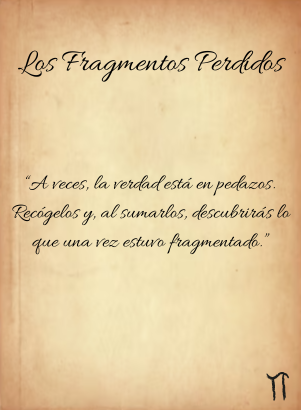 Los Fragmentos Perdidos
“A veces, la verdad está en pedazos.
Recógelos y, al sumarlos, descubrirás lo
que una vez estuvo fragmentado.”
π